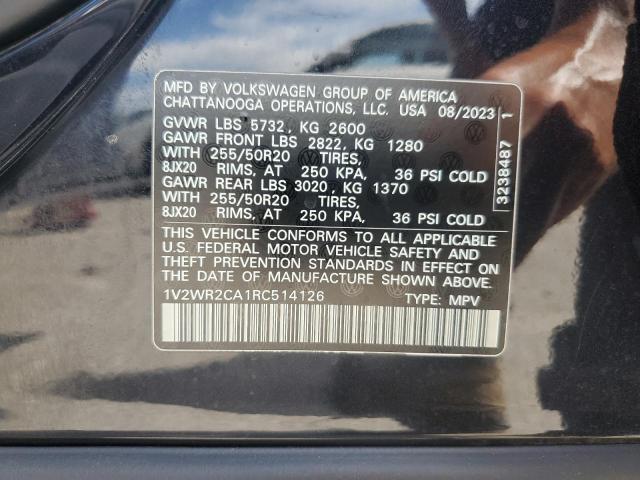 MFD BY VOLKSWAGEN GROUP OF AMERICA
CHATTANOOGA OPERATIONS, LLC. USA 08/2023
GVWR LBS 5732, KG 2600
GAWR FRONT LBS 2822, KG 1280
WITH 255/50R20 TIRES,
8JX20 RIMS, AT 250 KPA, 36 PSI COLD
GAWR REAR LBS 3020, KG 1370
WITH 255/50R20 TIRES,
8JX20 RIMS, AT 250 KPA, 36 PSI COLD
THIS VEHICLE CONFORMS TO ALL APPLICABLE
U.S. FEDERAL MOTOR VEHICLE SAFETY AND
THEFT PREVENTION STANDARDS IN EFFECT ON
THE DATE OF MANUFACTURE SHOWN ABOVE.
1V2WR2CA1RC514126 TYPE: MPV
3238487 1